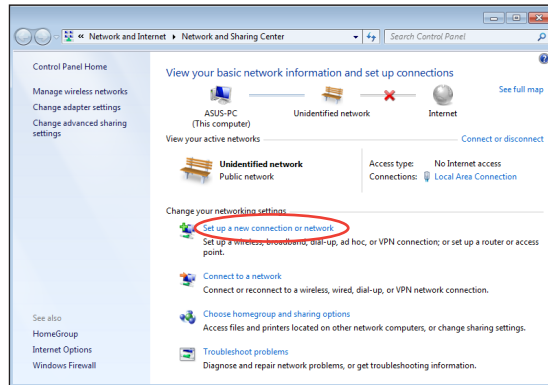 « Network and Internet ▸ Network and Sharing Center
Search Control Panel
Control Panel Home
Manage wireless networks
Change adapter settings
Change advanced sharing
settings
See also
HomeGroup
Internet Options
Windows Firewall
View your basic network information and set up connections
See full map
ASUS-PC
(This computer)
Unidentified network
Internet
View your active networks
Connect or disconnect
Unidentified network
Public network
Access type: No Internet access
Connections: Local Area Connection
Change your networking settings
Set up a new connection or network
Set up a wireless, broadband, dial-up, ad hoc, or VPN connection; or set up a router or access
point.
Connect to a network
Connect or reconnect to a wireless, wired, dial-up, or VPN network connection.
Choose homegroup and sharing options
Access files and printers located on other network computers, or change sharing settings.
Troubleshoot problems
Diagnose and repair network problems, or get troubleshooting information.